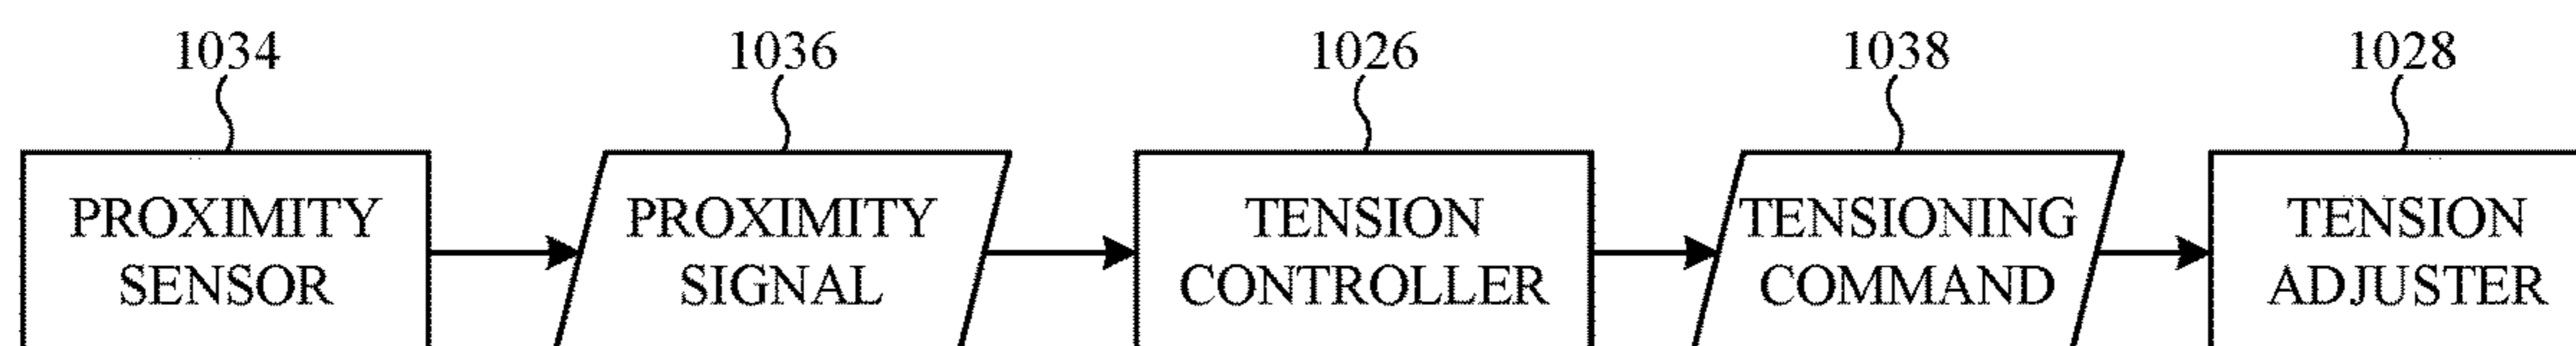 1034 1036 1026 1038 1028
PROXIMITY SENSOR
PROXIMITY SIGNAL
TENSION CONTROLLER
TENSIONING COMMAND
TENSION ADJUSTER